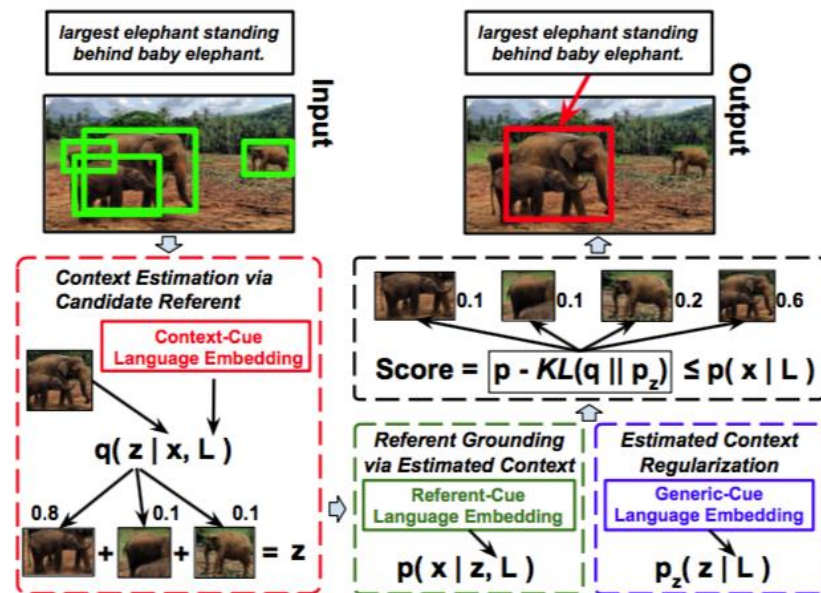 largest elephant standing
behind baby elephant.
Input
Context Estimation via
Candidate Referent
Context-Cue
Language Embedding
q( z | x, L )
0.8
0.1
0.1
+
+
= z
largest elephant standing
behind baby elephant.
Output
0.1
0.1
0.2
0.6
Score = p - KL(q || pz) ≤ p( x | L )
Referent Grounding
via Estimated Context
Referent-Cue
Language Embedding
p( x | z, L )
Estimated Context
Regularization
Generic-Cue
Language Embedding
pz( z | L )